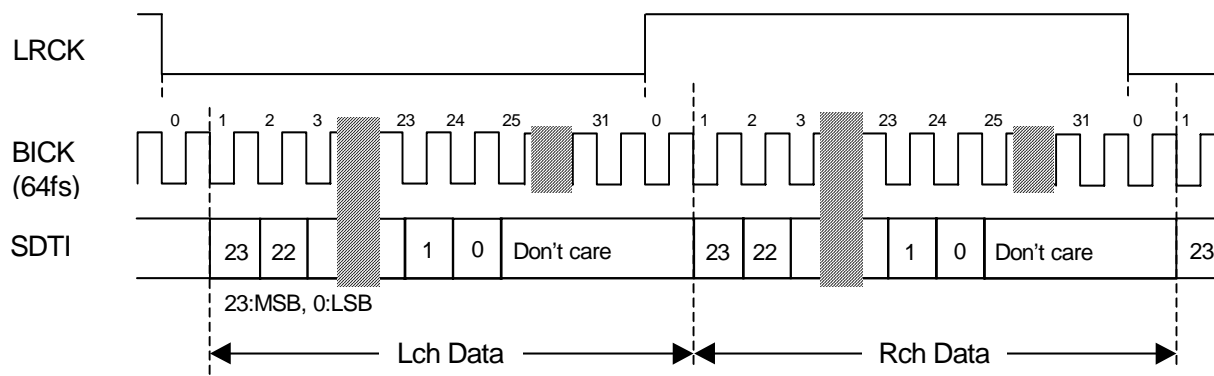 LRCK
0 1 2 3 23 24 25 31 0 1 2 3 23 24 25 31 0 1
BICK
(64fs)
SDTI 23 22 1 0 Don't care 23 22 1 0 Don't care 23
23:MSB, 0:LSB
Lch Data Rch Data